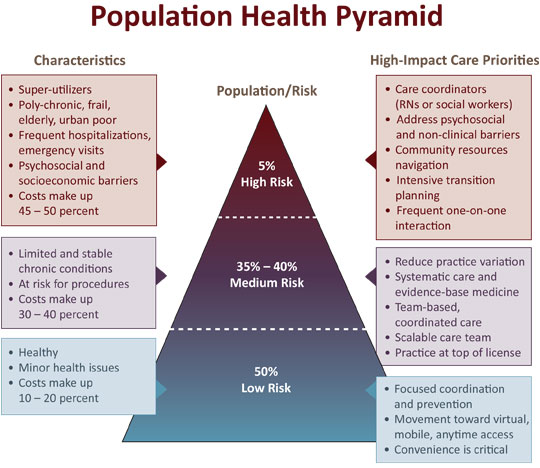 Population Health Pyramid
Characteristics
• Super-utilizers
• Poly-chronic, frail,
elderly, urban poor
• Frequent hospitalizations,
emergency visits
• Psychosocial and
socioeconomic barriers
• Costs make up
45 – 50 percent
• Limited and stable
chronic conditions
• At risk for procedures
• Costs make up
30 – 40 percent
• Healthy
• Minor health issues
• Costs make up
10 – 20 percent
Population/Risk
5%
High Risk
35% – 40%
Medium Risk
50%
Low Risk
High-Impact Care Priorities
• Care coordinators
(RNs or social workers)
• Address psychosocial
and non-clinical barriers
• Community resources
navigation
• Intensive transition
planning
• Frequent one-on-one
interaction
• Reduce practice variation
• Systematic care and
evidence-base medicine
• Team-based,
coordinated care
• Scalable care team
• Practice at top of license
• Focused coordination
and prevention
• Movement toward virtual,
mobile, anytime access
• Convenience is critical